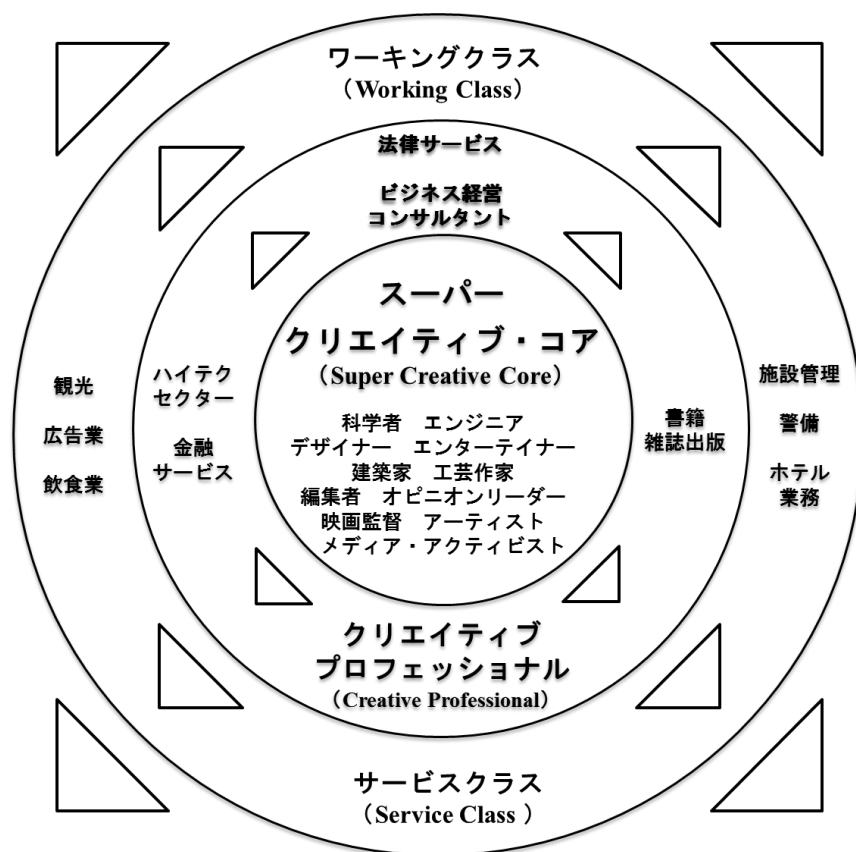 ワーキングクラス
（Working Class）
法律サービス
ビジネス経営
コンサルタント
スーパー
クリエイティブ・コア
（Super Creative Core）
科学者　エンジニア
デザイナー　エンターテイナー
建築家　工芸作家
編集者　オピニオンリーダー
映画監督　アーティスト
メディア・アクティビスト
観光
広告業
飲食業
ハイテク
セクター
金融
サービス
書籍
雑誌出版
施設管理
警備
ホテル
業務
クリエイティブ
プロフェッショナル
（Creative Professional）
サービスクラス
（Service Class ）